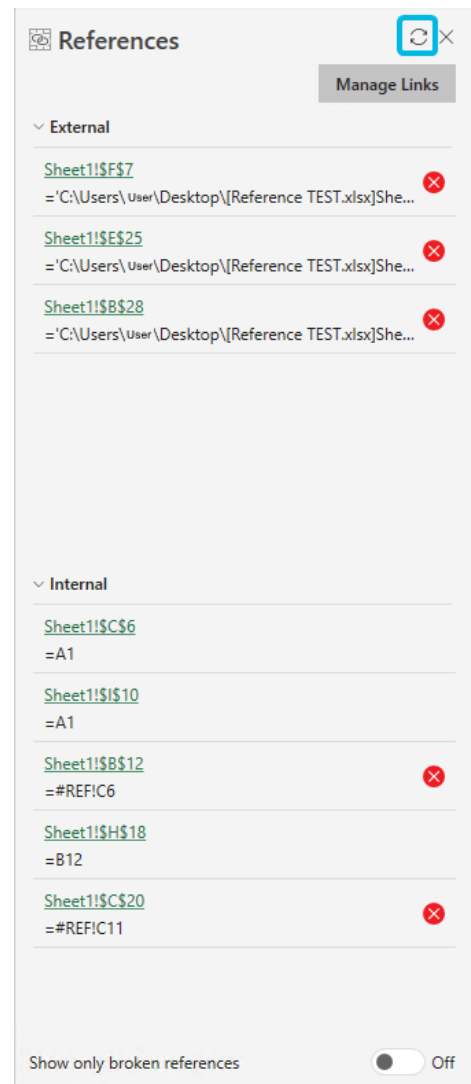 References
Manage Links
External
Sheet1!$F$7
='C:\Users\User\Desktop\[Reference TEST.xlsx]She...
Sheet1!$E$25
='C:\Users\User\Desktop\[Reference TEST.xlsx]She...
Sheet1!$B$28
='C:\Users\User\Desktop\[Reference TEST.xlsx]She...
Internal
Sheet1!$C$6
=A1
Sheet1!$I$10
=A1
Sheet1!$B$12
=#REF!C6
Sheet1!$H$18
=B12
Sheet1!$C$20
=#REF!C11
Show only broken references Off